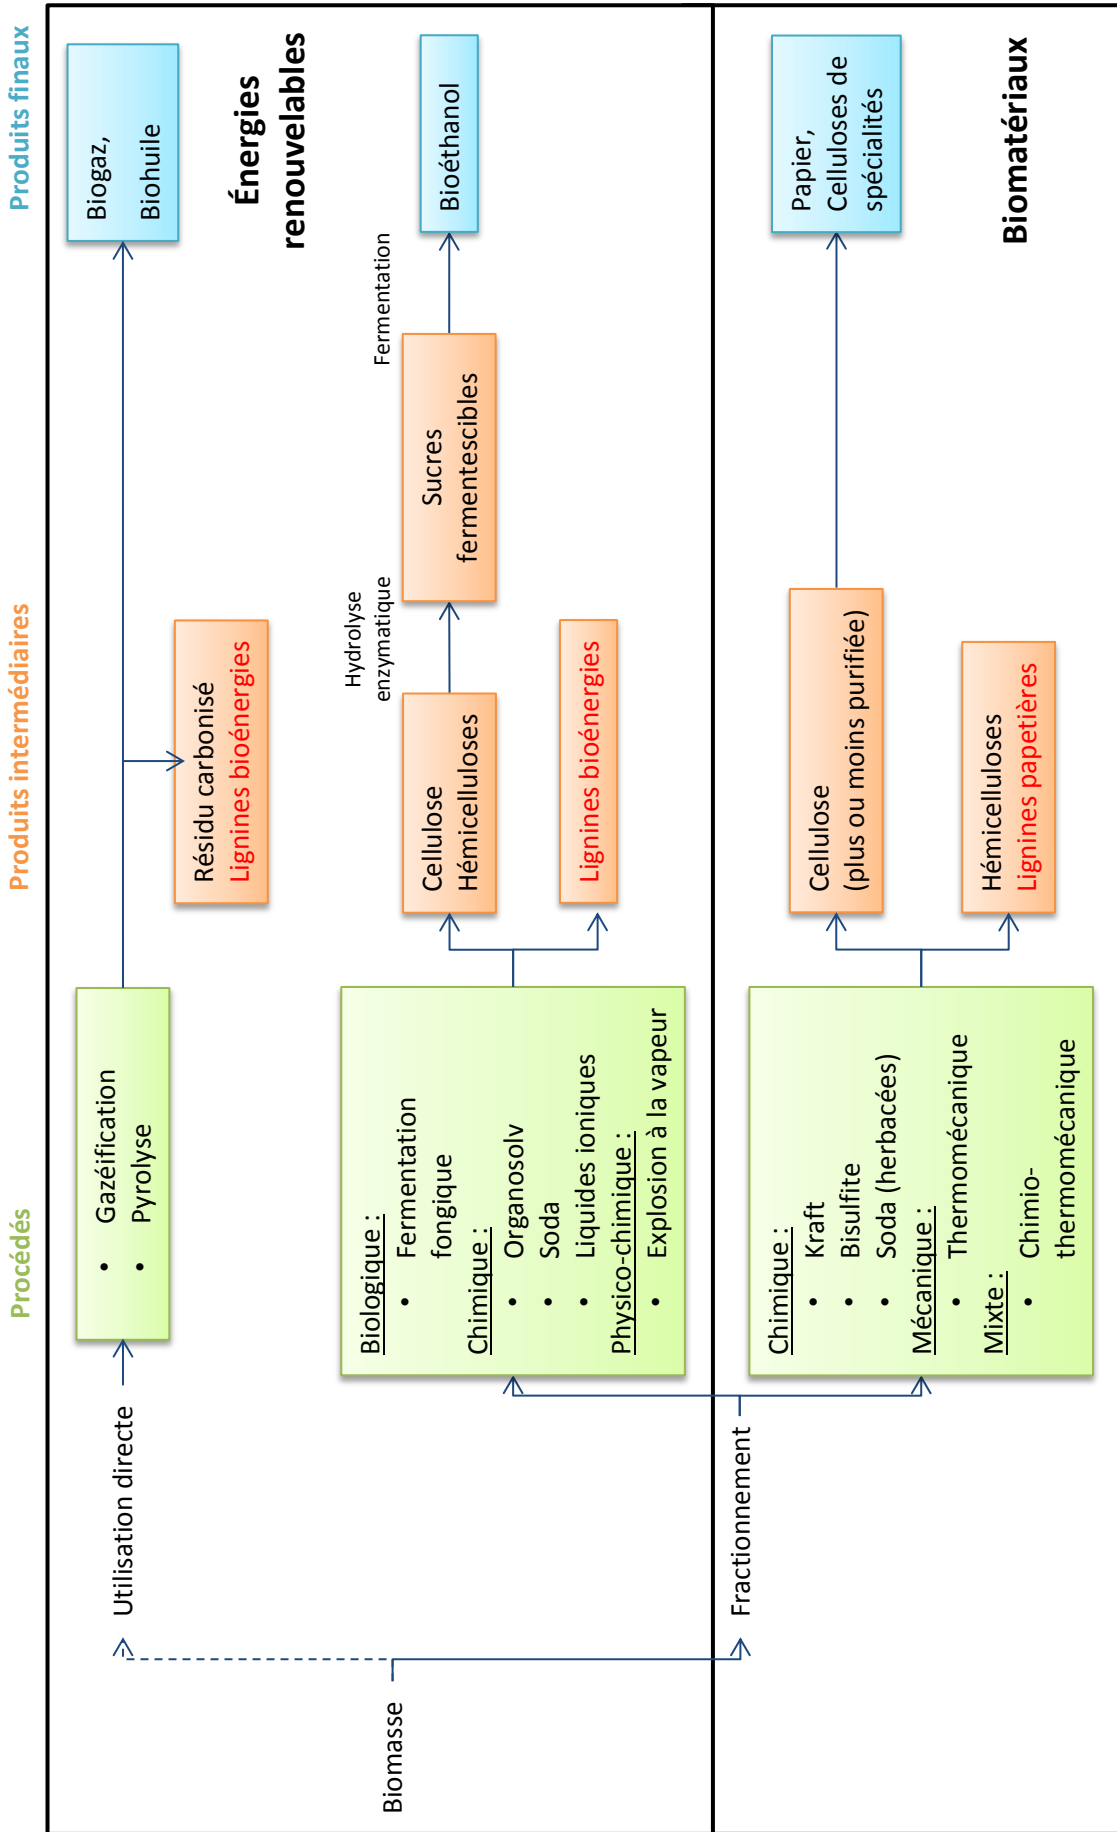 Procédés
Produits intermédiaires
Produits finaux
Biomasse
Utilisation directe
• Gazéification
• Pyrolyse
Résidu carbonisé
Lignines bioénergies
Biogaz,
Biohuile
Énergies
renouvelables
Fractionnement
Biologique :
• Fermentation
fongique
Chimique :
• Organosolv
• Soda
• Liquides ioniques
Physico-chimique :
• Explosion à la vapeur
Cellulose
Hémicelluloses
Hydrolyse
enzymatique
Sucres
fermentescibles
Fermentation
Bioéthanol
Lignines bioénergies
Chimique :
• Kraft
• Bisulfite
• Soda (herbacées)
Mécanique :
• Thermomécanique
Mixte :
• Chimio-
thermomécanique
Cellulose
(plus ou moins purifiée)
Hémicelluloses
Lignines papetières
Papier,
Celluloses de
spécialités
Biomatériaux